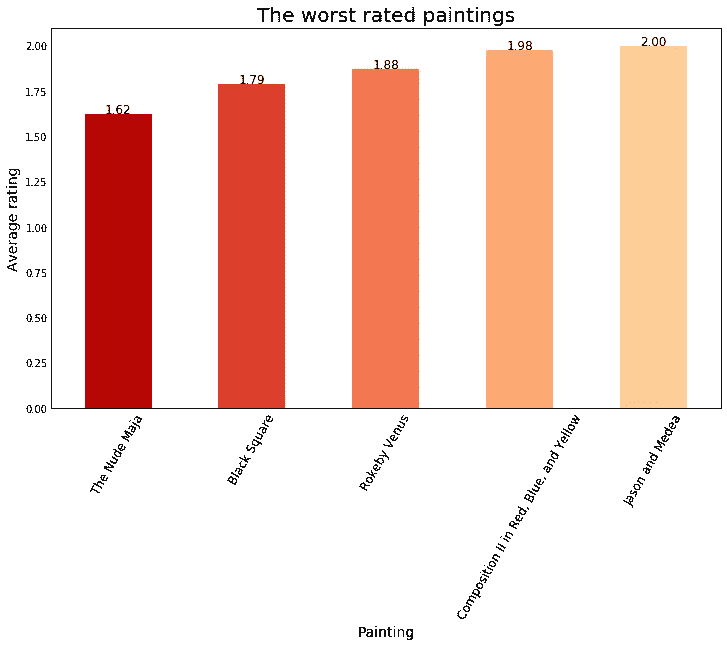 The worst rated paintings
2.00
1.75
1.50
1.25
1.00
0.75
0.50
0.25
0.00
Average rating
1.62
1.79
1.88
1.98
2.00
The Nude Maja
Black Square
Rokeby Venus
Composition II in Red, Blue, and Yellow
Jason and Medea
Painting